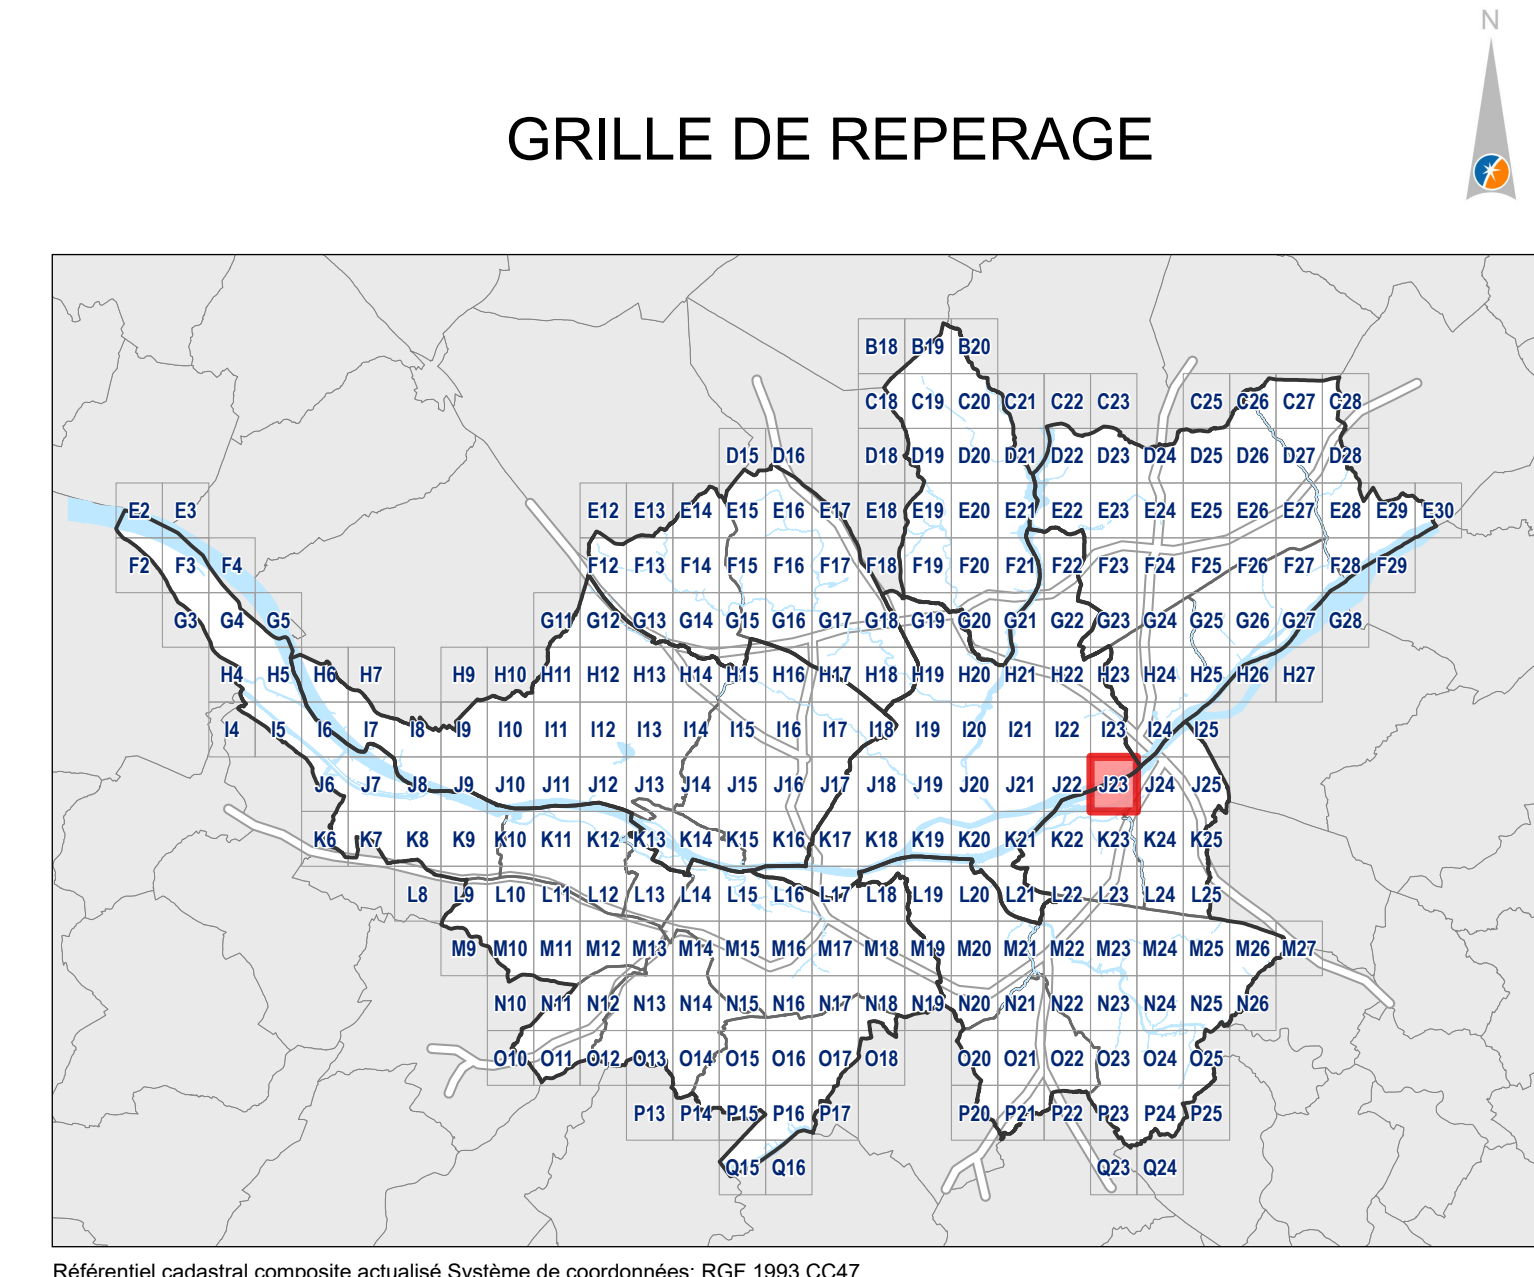 N
GRILLE DE REPERAGE
B18 B19 B20
C18 C19 C20 C21 C22 C23 C25 C26 C27 C28
D15 D16 D18 D19 D20 D21 D22 D23 D24 D25 D26 D27 D28
E2 E3 E12 E13 E14 E15 E16 E17 E18 E19 E20 E21 E22 E23 E24 E25 E26 E27 E28 E29 E30
F2 F3 F4 F12 F13 F14 F15 F16 F17 F18 F19 F20 F21 F22 F23 F24 F25 F26 F27 F28 F29
G3 G4 G5 G11 G12 G13 G14 G15 G16 G17 G18 G19 G20 G21 G22 G23 G24 G25 G26 G27 G28
H4 H5 H6 H7 H9 H10 H11 H12 H13 H14 H15 H16 H17 H18 H19 H20 H21 H22 H23 H24 H25 H26 H27
I4 I5 I6 I7 I8 I9 I10 I11 I12 I13 I14 I15 I16 I17 I18 I19 I20 I21 I22 I23 I24 I25
J6 J7 J8 J9 J10 J11 J12 J13 J14 J15 J16 J17 J18 J19 J20 J21 J22 J23 J24 J25
K6 K7 K8 K9 K10 K11 K12 K13 K14 K15 K16 K17 K18 K19 K20 K21 K22 K23 K24 K25
L8 L9 L10 L11 L12 L13 L14 L15 L16 L17 L18 L19 L20 L21 L22 L23 L24 L25
M9 M10 M11 M12 M13 M14 M15 M16 M17 M18 M19 M20 M21 M22 M23 M24 M25 M26 M27
N10 N11 N12 N13 N14 N15 N16 N17 N18 N19 N20 N21 N22 N23 N24 N25 N26
O10 O11 O12 O13 O14 O15 O16 O17 O18 O20 O21 O22 O23 O24 O25
P13 P14 P15 P16 P17 P20 P21 P22 P23 P24 P25
Q15 Q16 Q23 Q24
Référentiel cadastral composite actualisé Système de coordonnées: RGF 1993 CC47